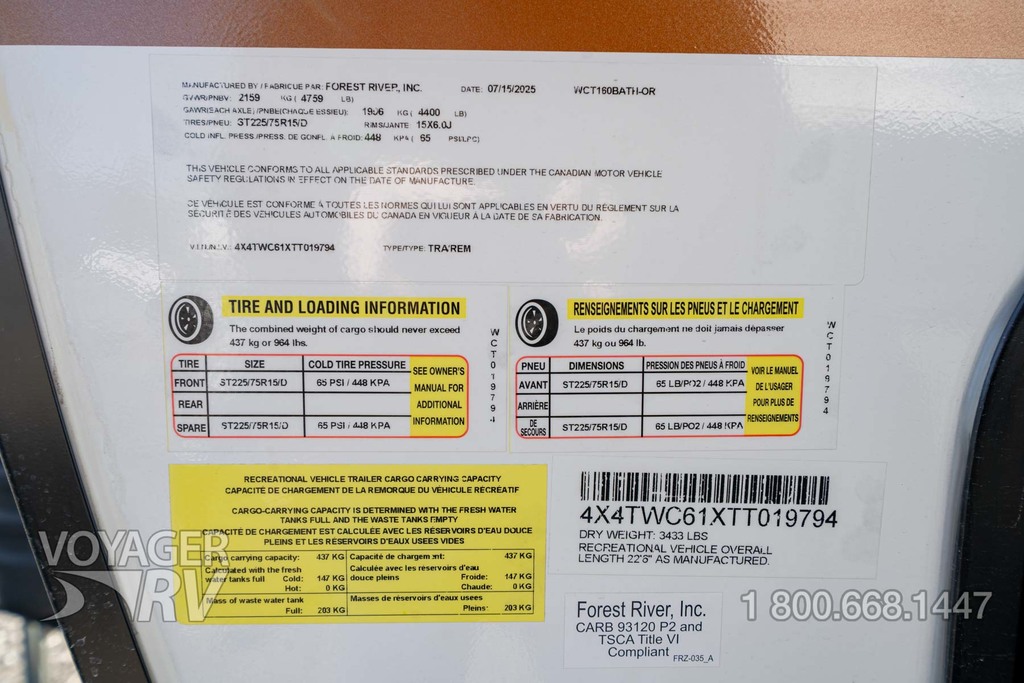 MANUFACTURED BY / FABRIQUE PAR: FOREST RIVER, INC. DATE: 07/15/2025 WCT160BATH-OR
GVWR/PNBV: 2159 KG ( 4759 LB)
GAWR(EACH AXLE) /PNBE(CHAQUE ESSIEU): 1996 KG ( 4400 LB)
TIRES/PNEU: ST225/75R15/D RIMS/JANTE 15X6.0J
COLD INFL. PRESS/PRESS. DE GONFL. A FROID: 448 KPA ( 65 PSI/LPC)
THIS VEHICLE CONFORMS TO ALL APPLICABLE STANDARDS PRESCRIBED UNDER THE CANADIAN MOTOR VEHICLE
SAFETY REGULATIONS IN EFFECT ON THE DATE OF MANUFACTURE.
CE VÉHICULE EST CONFORME A TOUTES LES NORMES QUI LUI SONT APPLICABLES EN VERTU DU RÉGLEMENT SUR LA
SÉCURITÉ DES VEHICULES AUTOMOBILES DU CANADA EN VIGUEUR A LA DATE DE SA FABRICATION.
V.I.N./N.I.V.: 4X4TWC61XTT019794 TYPE/TYPE: TRA/REM
TIRE AND LOADING INFORMATION
The combined weight of cargo should never exceed
437 kg or 964 lbs.
TIRE SIZE COLD TIRE PRESSURE SEE OWNER'S MANUAL FOR ADDITIONAL INFORMATION
FRONT ST225/75R15/D 65 PSI / 448 KPA
REAR
SPARE ST225/75R15/D 65 PSI / 448 KPA
WCT019794
RENSEIGNEMENTS SUR LES PNEUS ET LE CHARGEMENT
Le poids du chargement ne doit jamais dépasser
437 kg ou 964 lb.
PNEU DIMENSIONS PRESSION DES PNEUS À FROID VOIR LE MANUEL DE L'USAGER POUR PLUS DE RENSEIGNEMENTS
AVANT ST225/75R15/D 65 LB/PO2 / 448 KPA
ARRIÈRE
DE SECOURS ST225/75R15/D 65 LB/PO2 / 448 KPA
WCT019794
RECREATIONAL VEHICLE TRAILER CARGO CARRYING CAPACITY
CAPACITE DE CHARGEMENT DE LA REMORQUE DU VÉHICULE RECRÉATIF
CARGO-CARRYING CAPACITY IS DETERMINED WITH THE FRESH WATER
TANKS FULL AND THE WASTE TANKS EMPTY
CAPACITÉ DE CHARGEMENT EST CALCULÉE AVEC LES RÉSERVOIRS D'EAU DOUCE
PLEINS ET LES RÉSERVOIRS D'EAUX USEES VIDES
Cargo carrying capacity: 437 KG
Calculated with the fresh
water tanks full Cold: 147 KG
Hot: 0 KG
Mass of waste water tank
Full: 203 KG
Capacité de chargem nt: 437 KG
Calculée avec les réservoirs d'eau
douce pleins Froide: 147 KG
Chaude: 0 KG
Masses de réservoirs d'eaux usees
Pleins: 203 KG
4X4TWC61XTT019794
DRY WEIGHT: 3433 LBS
RECREATIONAL VEHICLE OVERALL
LENGTH 22'8" AS MANUFACTURED.
Forest River, Inc.
CARB 93120 P2 and
TSCA Title VI
Compliant FRZ-035_A
VOYAGER
RV
1 800.668.1447